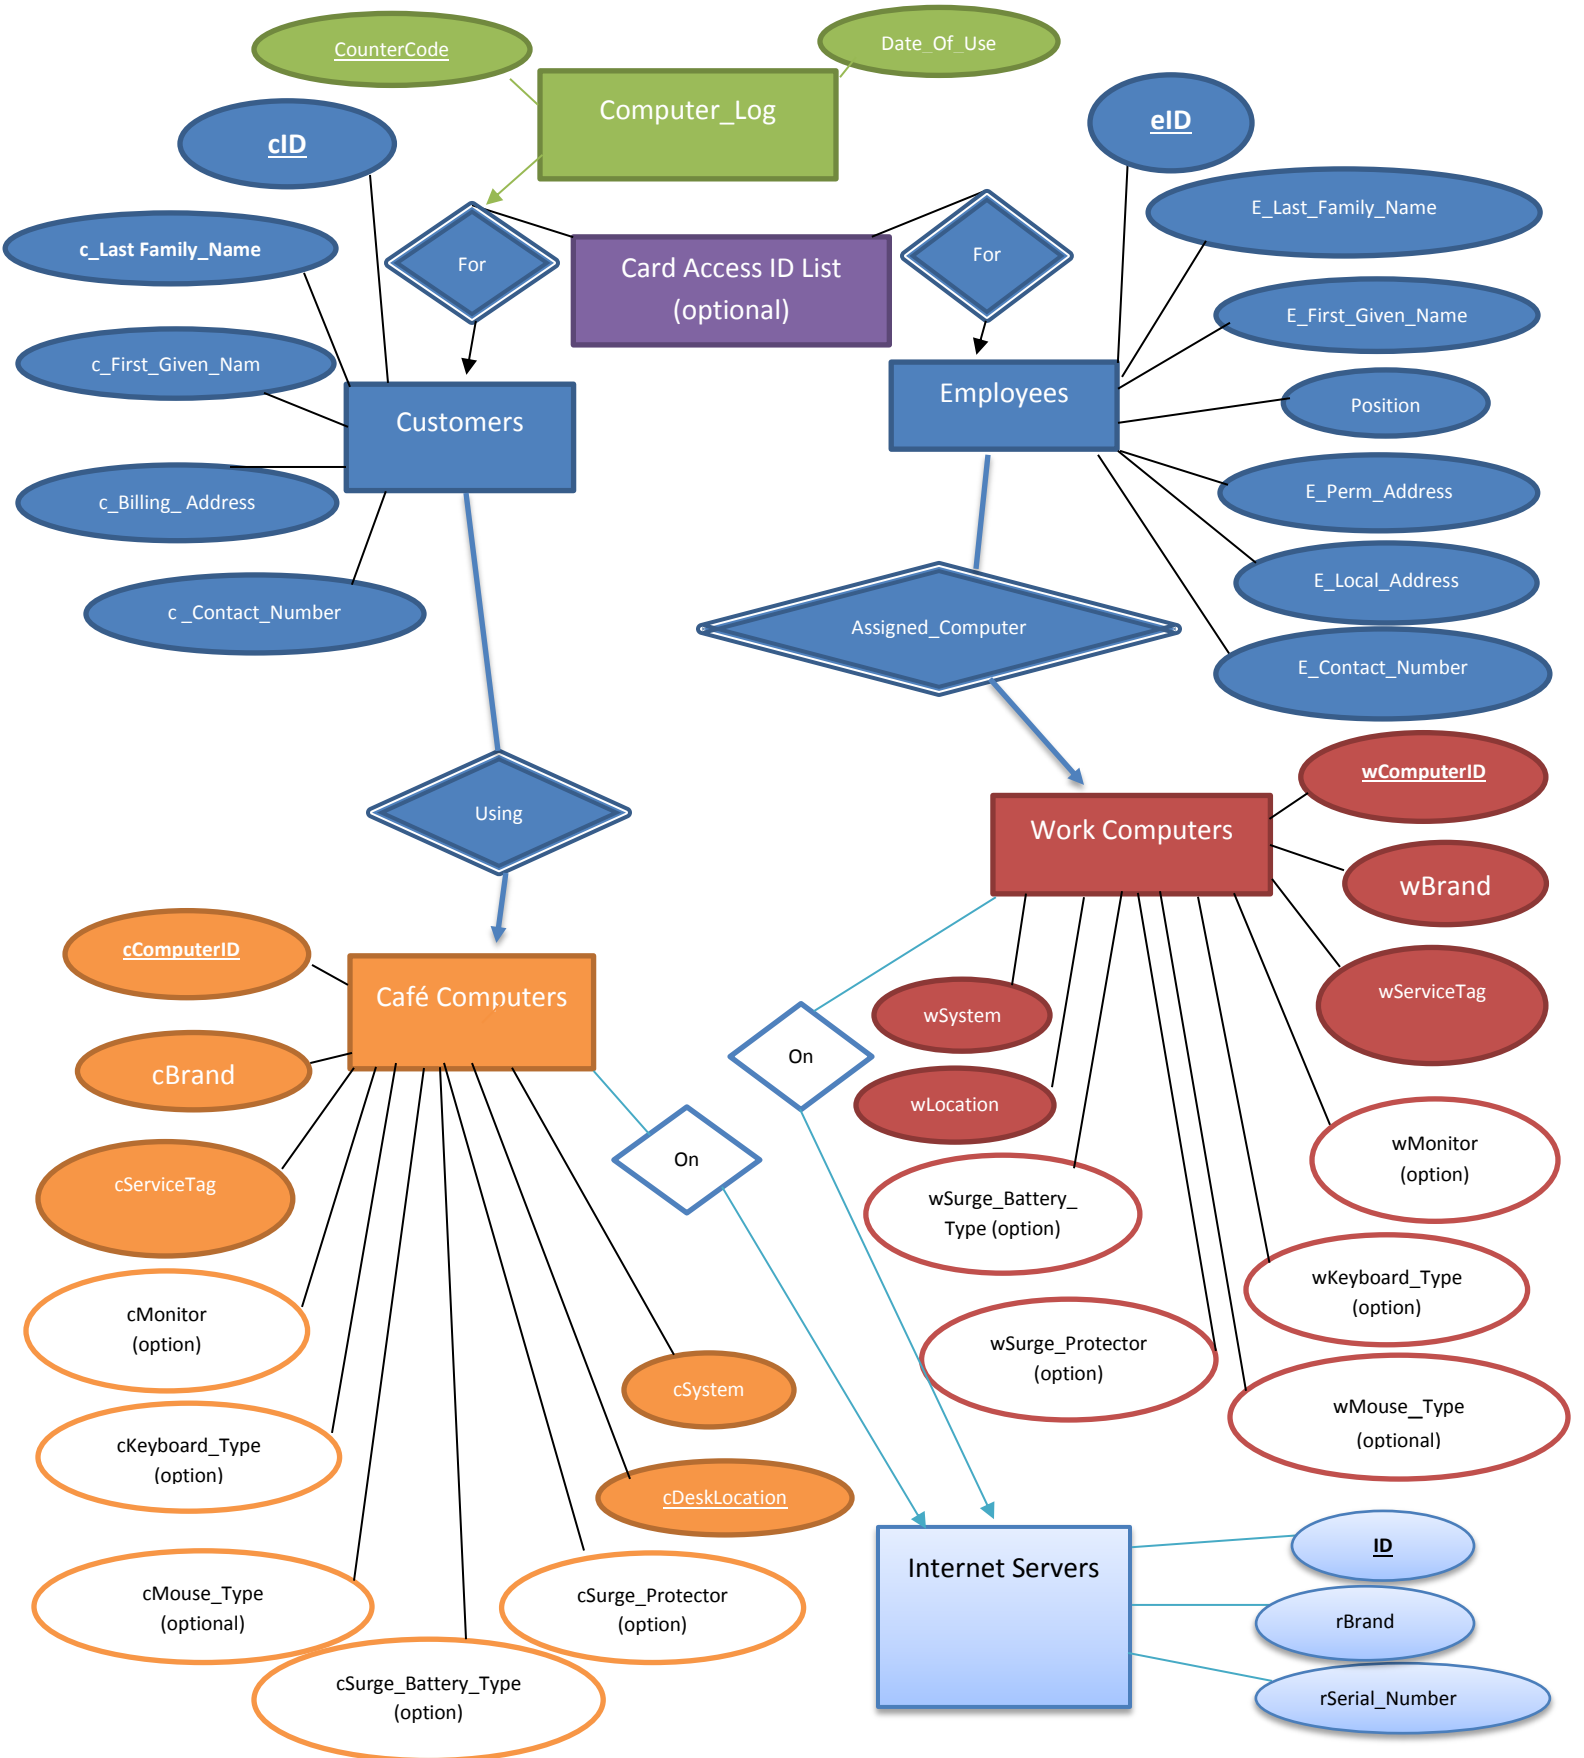 CounterCode
Date_Of_Use
Computer_Log
cID
eID
c_Last Family_Name
E_Last_Family_Name
For
Card Access ID List
(optional)
For
E_First_Given_Name
c_First_Given_Nam
Customers
Employees
Position
c_Billing_ Address
E_Perm_Address
c _Contact_Number
E_Local_Address
Assigned_Computer
E_Contact_Number
Using
wComputerID
Work Computers
wBrand
cComputerID
Café Computers
wServiceTag
wSystem
cBrand
On
wLocation
On
cServiceTag
wMonitor
(option)
wSurge_Battery_
Type (option)
wKeyboard_Type
(option)
cMonitor
(option)
wSurge_Protector
(option)
cSystem
wMouse_Type
(optional)
cKeyboard_Type
(option)
cDeskLocation
Internet Servers
ID
cMouse_Type
(optional)
cSurge_Protector
(option)
rBrand
cSurge_Battery_Type
(option)
rSerial_Number